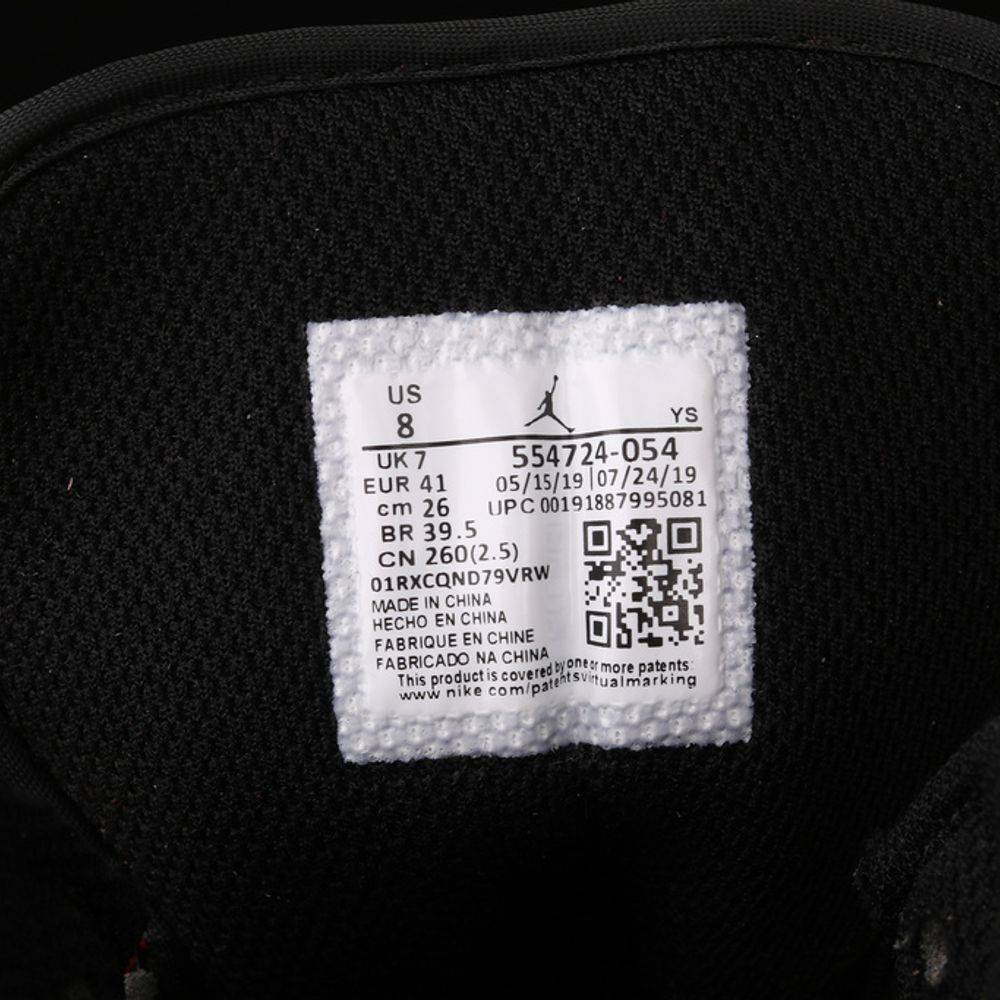 US
8
YS
UK 7
554724-054
EUR 41
05/15/19|07/24/19
cm 26
UPC 00191887995081
BR 39.5
CN 260(2.5)
01RXCQND79VRW
MADE IN CHINA
HECHO EN CHINA
FABRIQUE EN CHINE
FABRICADO NA CHINA
This product is covered by one or more patents:
www.nike.com/patentsvirtualmarking